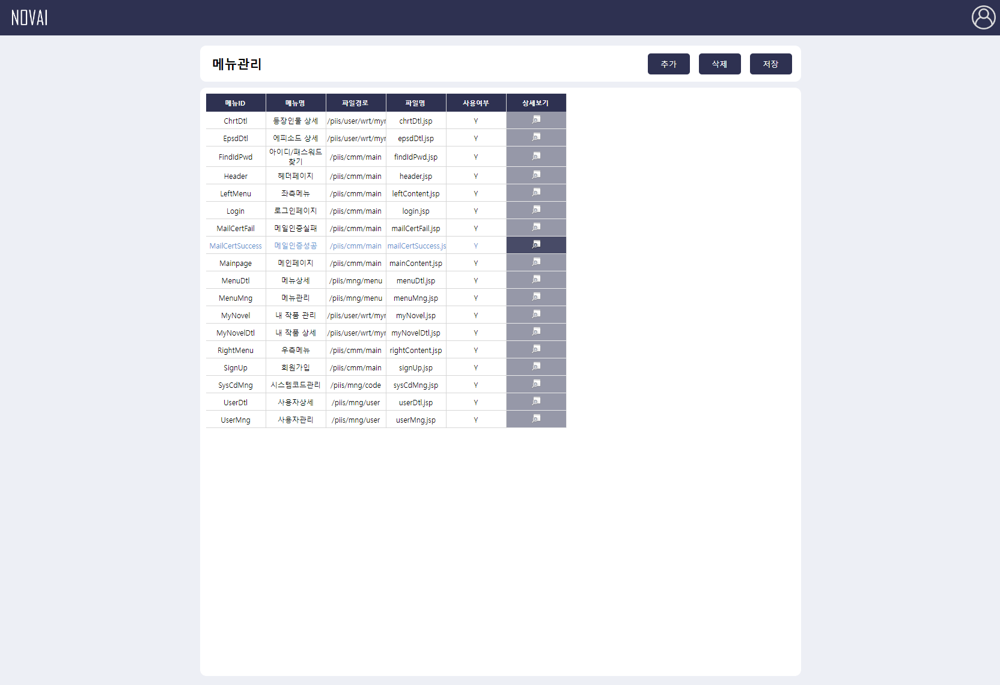 NOVAI
메뉴관리 추가 삭제 저장
메뉴ID 메뉴명 파일경로 파일명 사용여부 상세보기
ChrtDtl 등장인물 상세 /piis/user/wrt/myr chrtDtl.jsp Y
EpsdDtl 에피소드 상세 /piis/user/wrt/myr epsdDtl.jsp Y
FindIdPwd 아이디/패스워드 찾기 /piis/cmm/main findIdPwd.jsp Y
Header 헤더페이지 /piis/cmm/main header.jsp Y
LeftMenu 좌측메뉴 /piis/cmm/main leftContent.jsp Y
Login 로그인페이지 /piis/cmm/main login.jsp Y
MailCertFail 메일인증실패 /piis/cmm/main mailCertFail.jsp Y
MailCertSuccess 메일인증성공 /piis/cmm/main mailCertSuccess.js Y
Mainpage 메인페이지 /piis/cmm/main mainContent.jsp Y
MenuDtl 메뉴상세 /piis/mng/menu menuDtl.jsp Y
MenuMng 메뉴관리 /piis/mng/menu menuMng.jsp Y
MyNovel 내 작품 관리 /piis/user/wrt/myr myNovel.jsp Y
MyNovelDtl 내 작품 상세 /piis/user/wrt/myr myNovelDtl.jsp Y
RightMenu 우측메뉴 /piis/cmm/main rightContent.jsp Y
SignUp 회원가입 /piis/cmm/main signUp.jsp Y
SysCdMng 시스템코드관리 /piis/mng/code sysCdMng.jsp Y
UserDtl 사용자상세 /piis/mng/user userDtl.jsp Y
UserMng 사용자관리 /piis/mng/user userMng.jsp Y